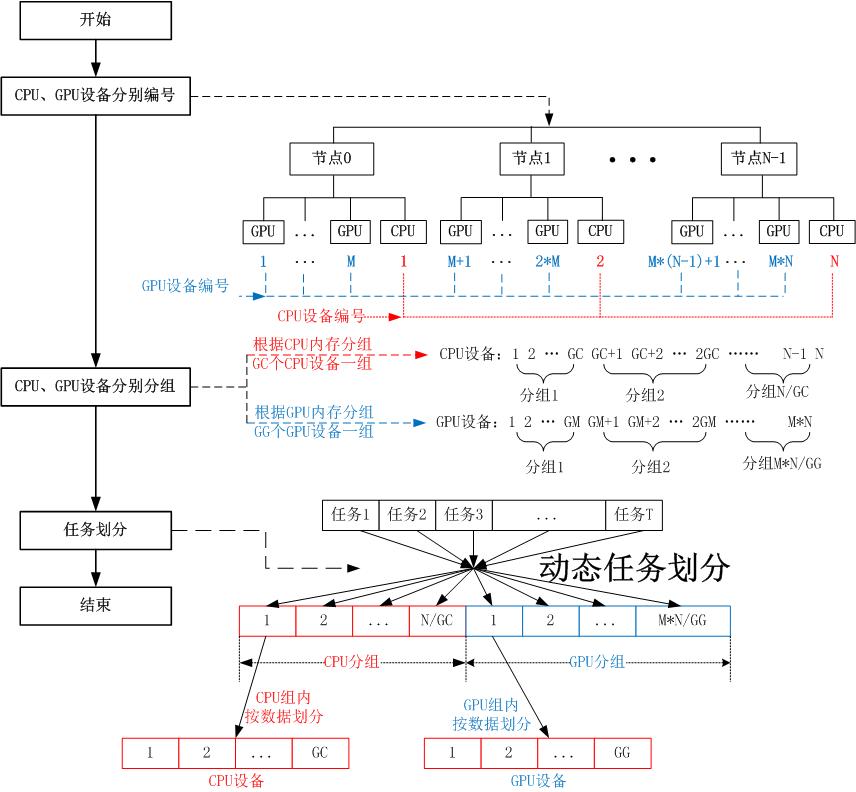 开始
CPU、GPU设备分别编号
节点0
节点1
• • •
节点N-1
GPU ... GPU CPU GPU ... GPU CPU GPU ... GPU CPU
1 ... M 1 M+1 ... 2*M 2 M*(N-1)+1 ... M*N N
GPU设备编号
CPU设备编号
根据CPU内存分组
GC个CPU设备一组
CPU设备: 1 2 … GC GC+1 GC+2 … 2GC …… N-1 N
分组1 分组2 分组N/GC
CPU、GPU设备分别分组
根据GPU内存分组
GG个GPU设备一组
GPU设备: 1 2 … GM GM+1 GM+2 … 2GM …… M*N
分组1 分组2 分组M*N/GG
任务1 任务2 任务3 ... 任务T
任务划分
动态任务划分
结束
1 2 ... N/GC 1 2 ... M*N/GG
CPU分组 GPU分组
CPU组内
按数据划分
GPU组内
按数据划分
1 2 ... GC
CPU设备
1 2 ... GG
GPU设备